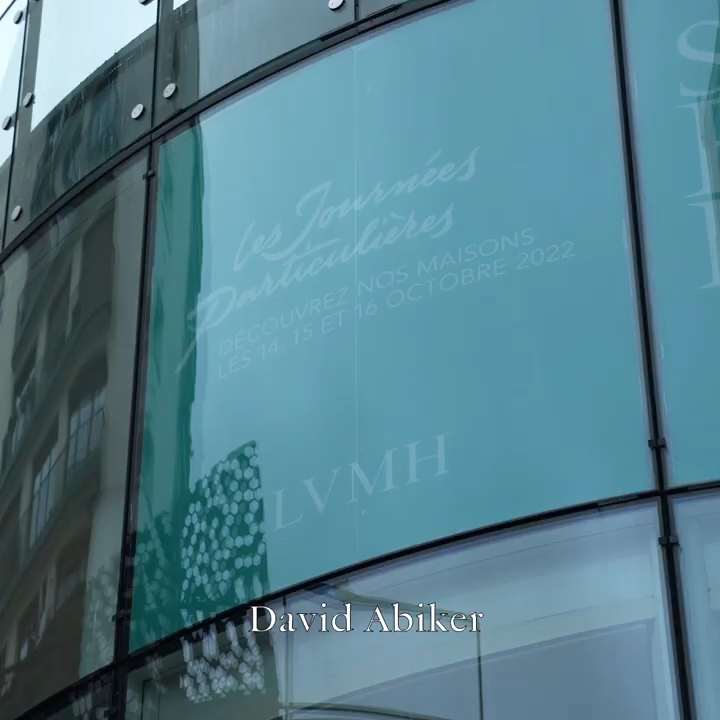 les Journées
Particulières
DÉCOUVREZ NOS MAISONS
LES 14, 15 ET 16 OCTOBRE 2022
LVMH
David Abiker